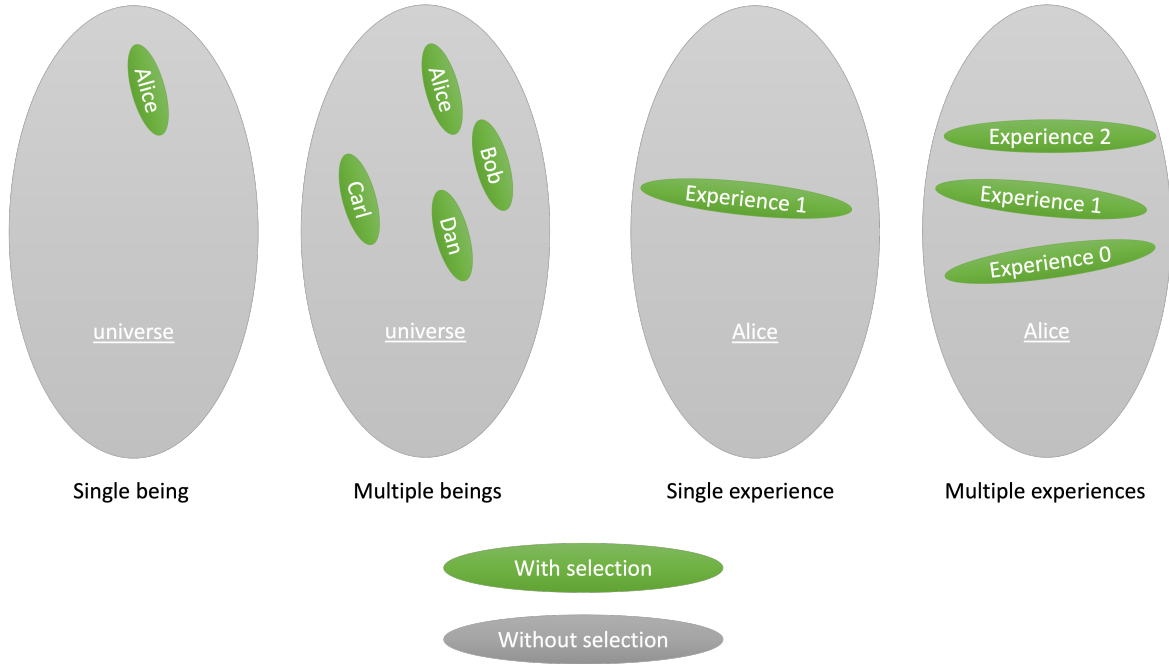 Alice
universe
Single being
Alice
Bob
Carl
Dan
universe
Multiple beings
Experience 1
Alice
Single experience
Experience 2
Experience 1
Experience 0
Alice
Multiple experiences
With selection
Without selection